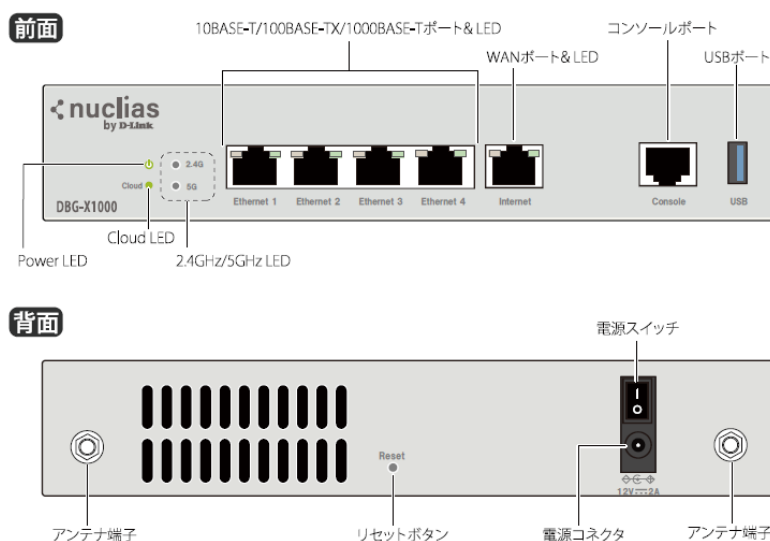 前面
10BASE-T/100BASE-TX/1000BASE-Tポート& LED
コンソールポート
WANポート& LED
USBポート
nuclias
by D-Link
2.4G
Cloud
5G
DBG-X1000
Ethernet 1
Ethernet 2
Ethernet 3
Ethernet 4
Internet
Console
USB
Cloud LED
Power LED
2.4GHz/5GHz LED
背面
電源スイッチ
Reset
12V 2A
アンテナ端子
リセットボタン
電源コネクタ
アンテナ端子